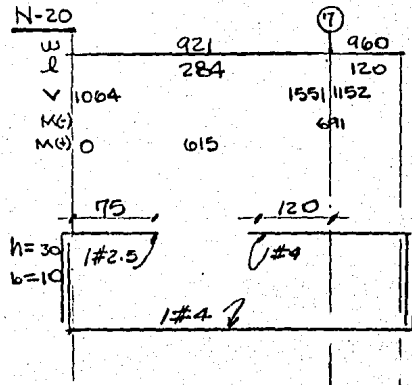 N-20
7
W 921 960
l 284 120
V 1064 1551 1152
M(-) 691
M(+) 0 615
75 120
h=30 1#2.5 1#4
b=10
1#4